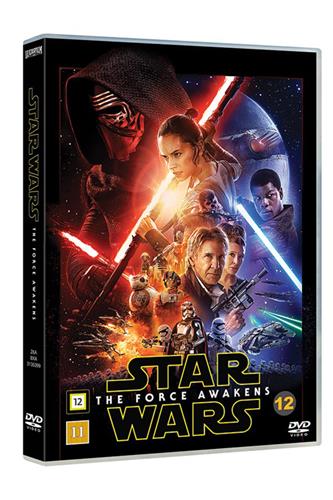 STAR WARS
THE FORCE AWAKENS
DVD
VIDEO
STAR
THE FORCE AWAKENS
WARS
12
12
11
DVD
VIDEO